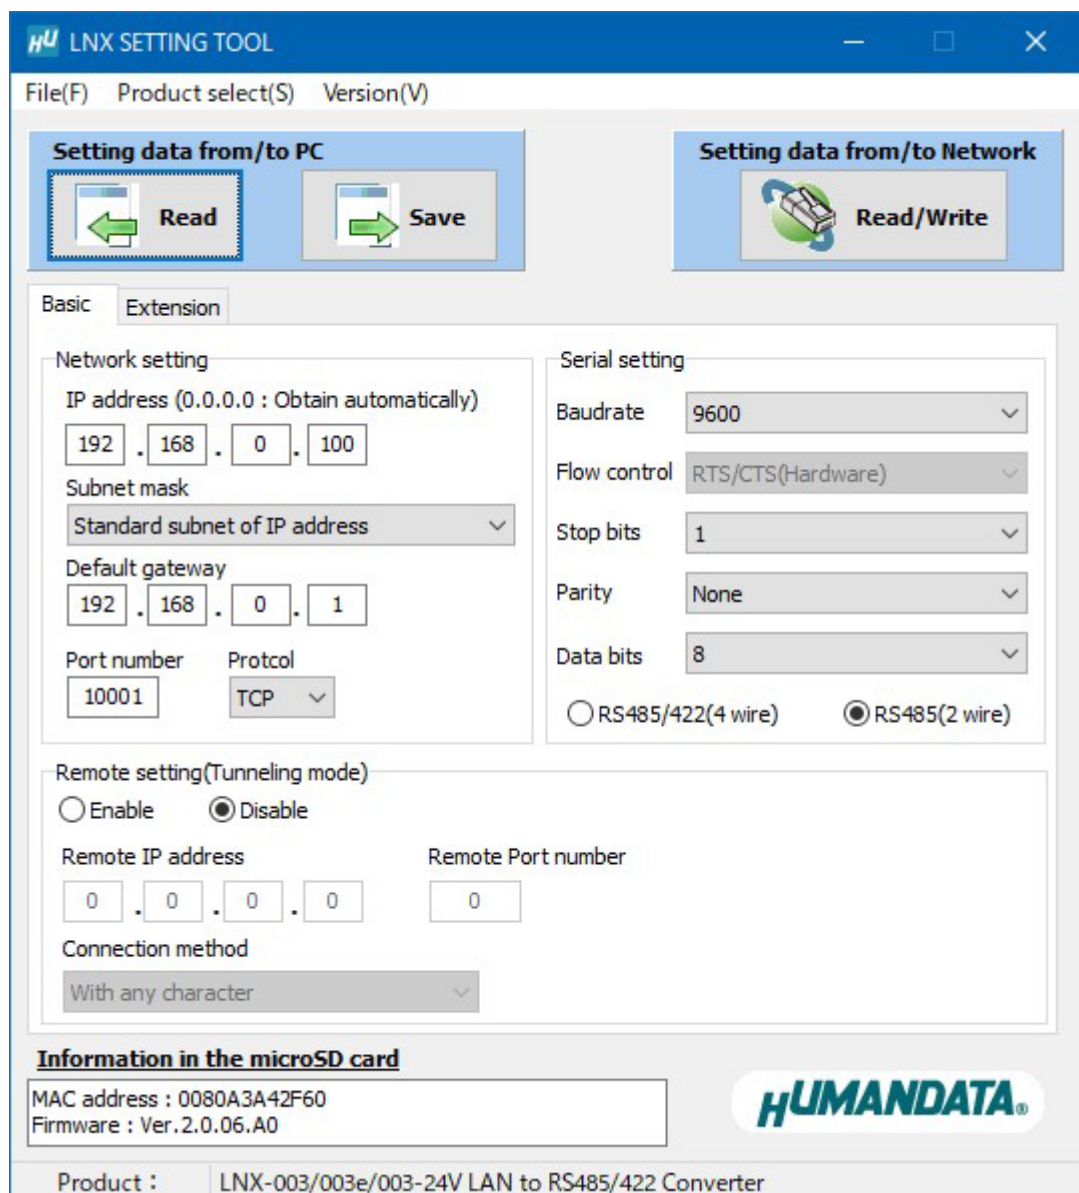 HU LNX SETTING TOOL
File(F) Product select(S) Version(V)
Setting data from/to PC
Read Save
Setting data from/to Network
Read/Write
Basic Extension
Network setting
IP address (0.0.0.0 : Obtain automatically)
192 . 168 . 0 . 100
Subnet mask
Standard subnet of IP address
Default gateway
192 . 168 . 0 . 1
Port number Protcol
10001 TCP
Serial setting
Baudrate 9600
Flow control RTS/CTS(Hardware)
Stop bits 1
Parity None
Data bits 8
RS485/422(4 wire) RS485(2 wire)
Remote setting(Tunneling mode)
Enable Disable
Remote IP address Remote Port number
0 . 0 . 0 . 0 0
Connection method
With any character
Information in the microSD card
MAC address : 0080A3A42F60
Firmware : Ver.2.0.06.A0
HUMANDATA®
Product : LNX-003/003e/003-24V LAN to RS485/422 Converter